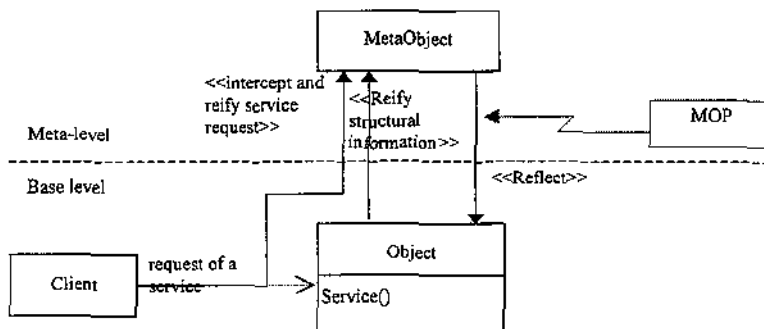 MetaObject
<<intercept and
reify service
request>>
<<Reify
structural
information>>
MOP
Meta-level
Base level
<<Reflect>>
Object
Client
request of a
service
Service()